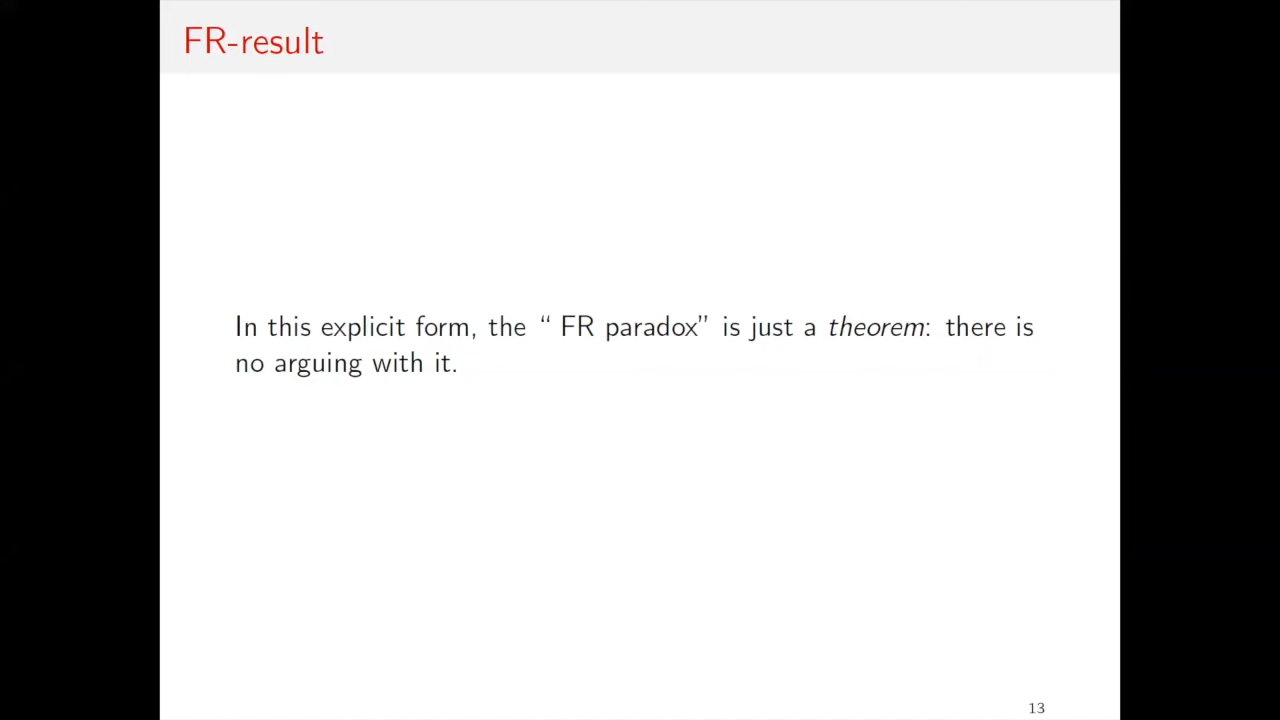 FR-result
In this explicit form, the “ FR paradox” is just a theorem: there is
no arguing with it.
13